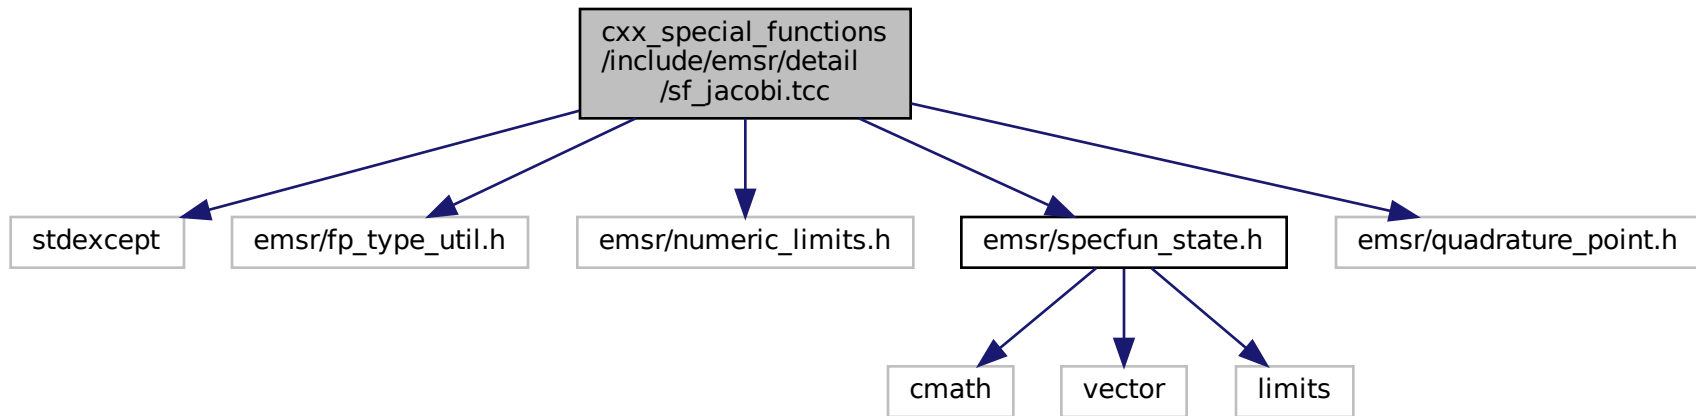 cxx_special_functions
/include/emsr/detail
/sf_jacobi.tcc
stdexcept
emsr/fp_type_util.h
emsr/numeric_limits.h
emsr/specfun_state.h
emsr/quadrature_point.h
cmath
vector
limits